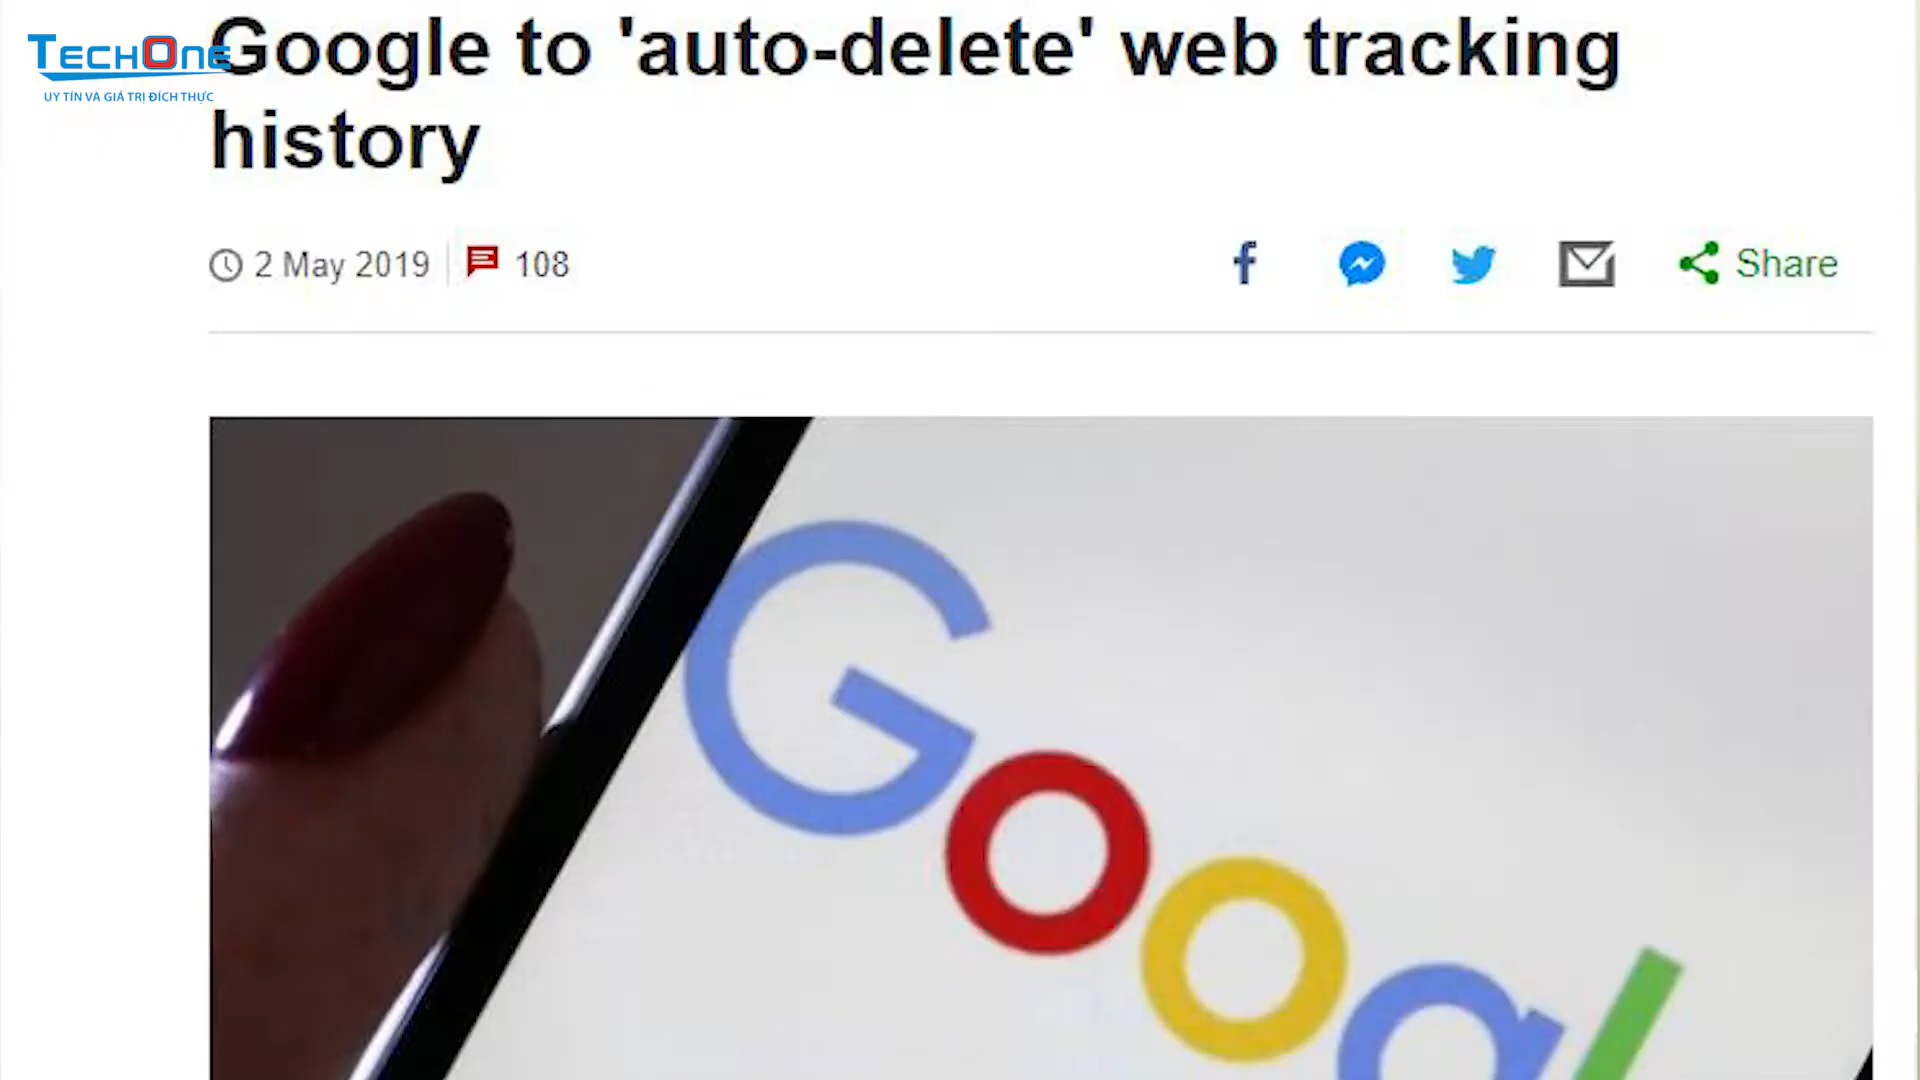 TECHONE
UY TÍN VÀ GIÁ TRỊ ĐÍCH THỰC
Google to 'auto-delete' web tracking
history
2 May 2019 108
Share
Googl